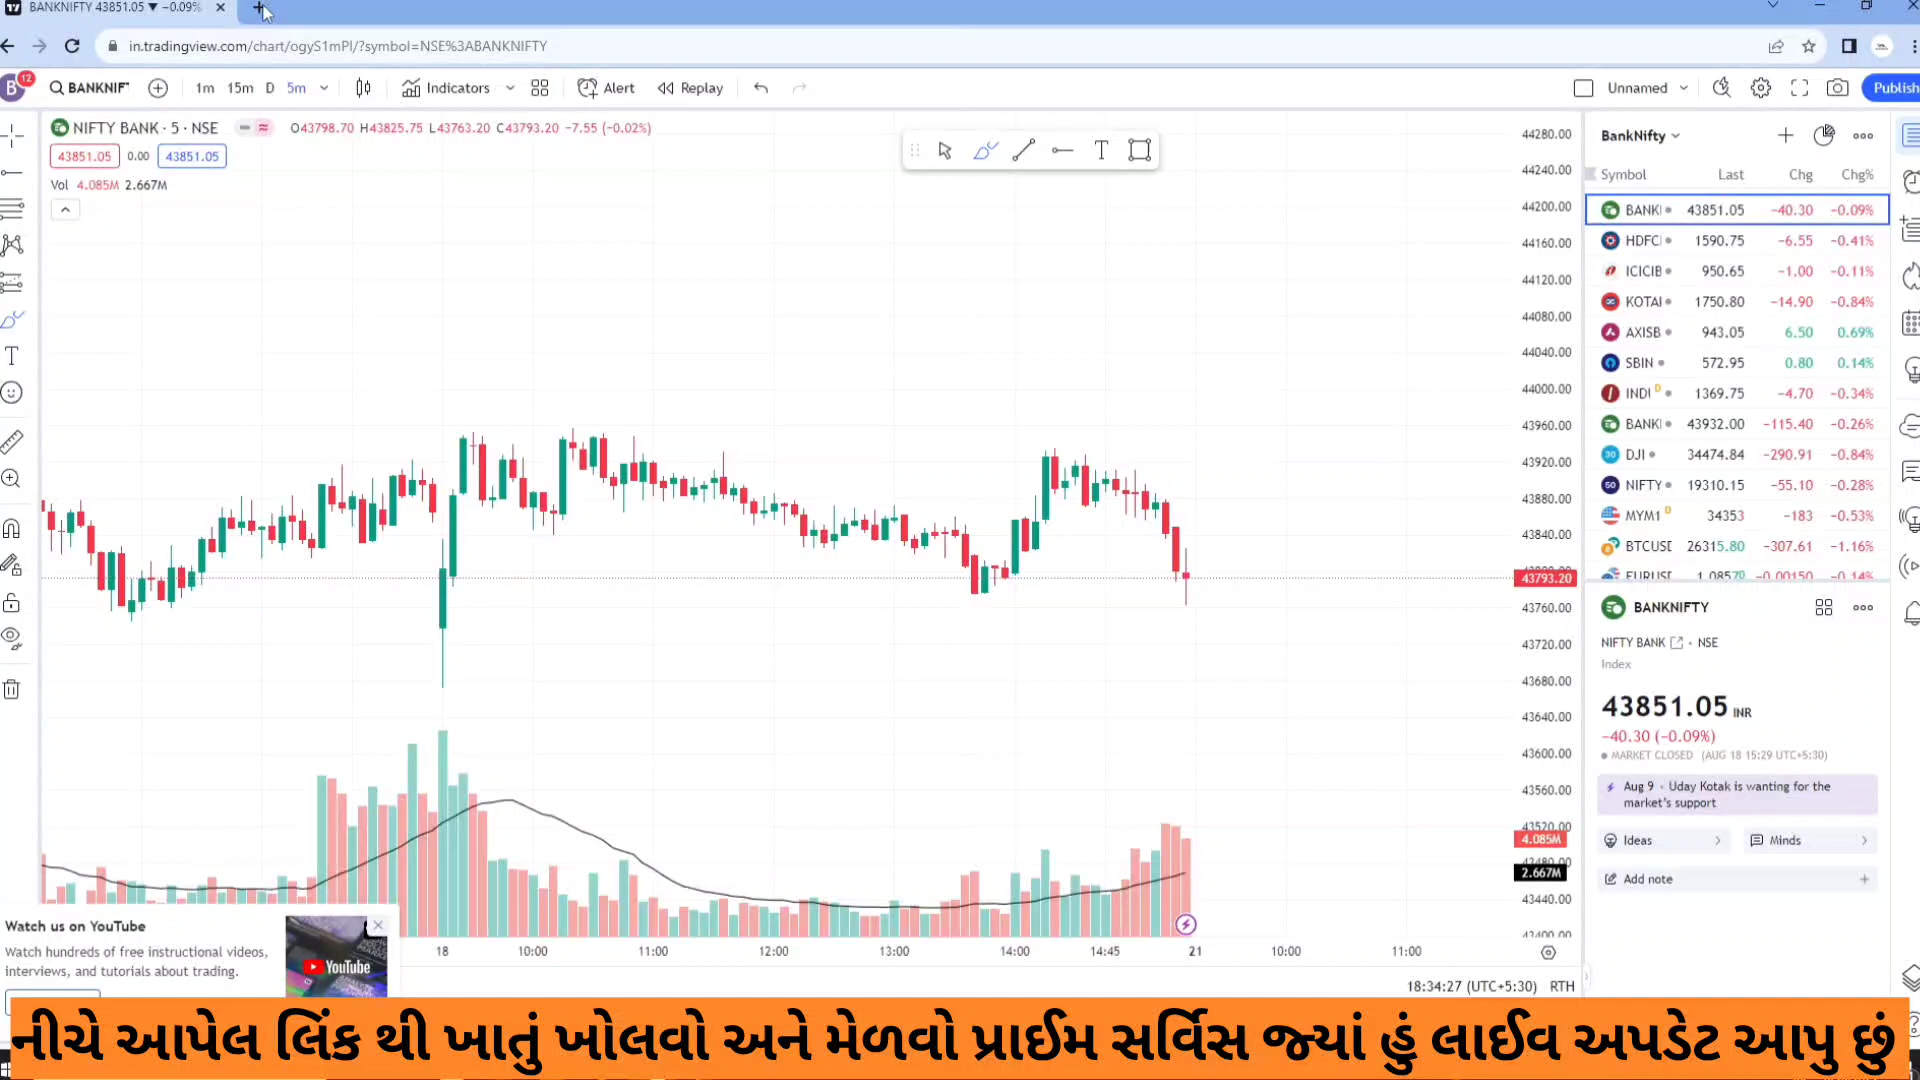 BANKNIFTY 43851.05 ▼ −0.09%
in.tradingview.com/chart/ogyS1mPl/?symbol=NSE%3ABANKNIFTY
B 12
BANKNIF
1m 15m D 5m Indicators Alert Replay
Unnamed
Publish
NIFTY BANK · 5 · NSE O43798.70 H43825.75 L43763.20 C43793.20 −7.55 (−0.02%)
43851.05 0.00 43851.05
Vol 4.085M 2.667M
44280.00
44240.00
44200.00
44160.00
44120.00
44080.00
44040.00
44000.00
43960.00
43920.00
43880.00
43840.00
43793.20
43760.00
43720.00
43680.00
43640.00
43600.00
43560.00
43520.00
4.085M
2.667M
43440.00
18 10:00 11:00 12:00 13:00 14:00 14:45 21 10:00 11:00
18:34:27 (UTC+5:30) RTH
BankNifty
Symbol Last Chg Chg%
BANKI 43851.05 −40.30 −0.09%
HDFC 1590.75 −6.55 −0.41%
ICICIB 950.65 −1.00 −0.11%
KOTAI 1750.80 −14.90 −0.84%
AXISB 943.05 6.50 0.69%
SBIN 572.95 0.80 0.14%
INDI D 1369.75 −4.70 −0.34%
BANKI 43932.00 −115.40 −0.26%
30 DJI 34474.84 −290.91 −0.84%
50 NIFTY 19310.15 −55.10 −0.28%
MYM1 D 34353 −183 −0.53%
BTCUSD 26315.80 −307.61 −1.16%
EURUSD 1.08570 −0.00150 −0.14%
BANKNIFTY
NIFTY BANK · NSE
Index
43851.05 INR
−40.30 (−0.09%)
MARKET CLOSED (AUG 18 15:29 UTC+5:30)
Aug 9 · Uday Kotak is wanting for the
market's support
Ideas Minds
Add note
Watch us on YouTube
Watch hundreds of free instructional videos,
interviews, and tutorials about trading.
YouTube
નીચે આપેલ લિંક થી ખાતું ખોલવો અને મેળવો પ્રાઈમ સર્વિસ જ્યાં હું લાઈવ અપડેટ આપુ છું